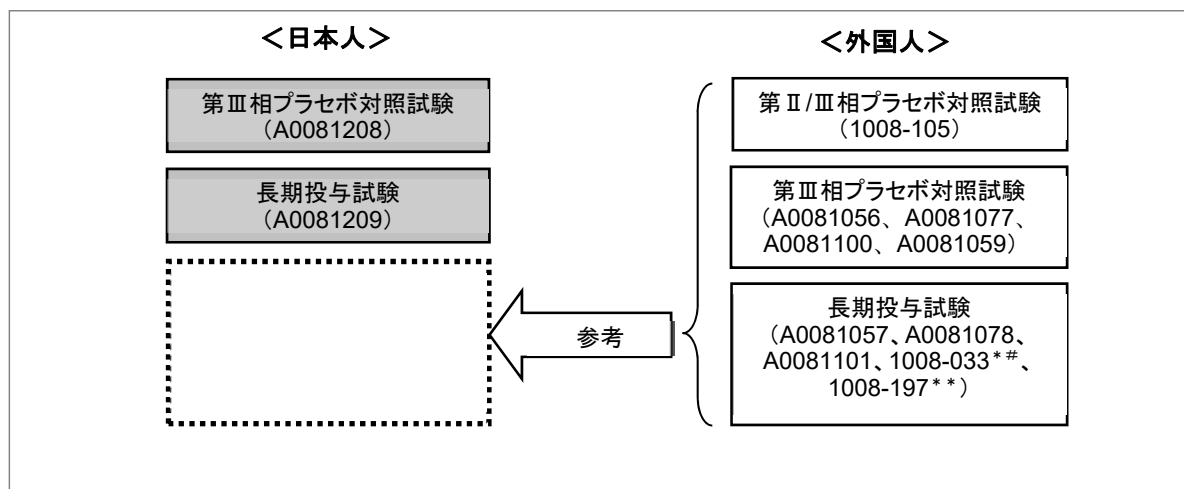 <日本人>
第Ⅲ相プラセボ対照試験
(A0081208)
長期投与試験
(A0081209)
参考
<外国人>
第Ⅱ/Ⅲ相プラセボ対照試験
(1008-105)
第Ⅲ相プラセボ対照試験
(A0081056、A0081077、
A0081100、A0081059)
長期投与試験
(A0081057、A0081078、
A0081101、1008-033*#、
1008-197**)